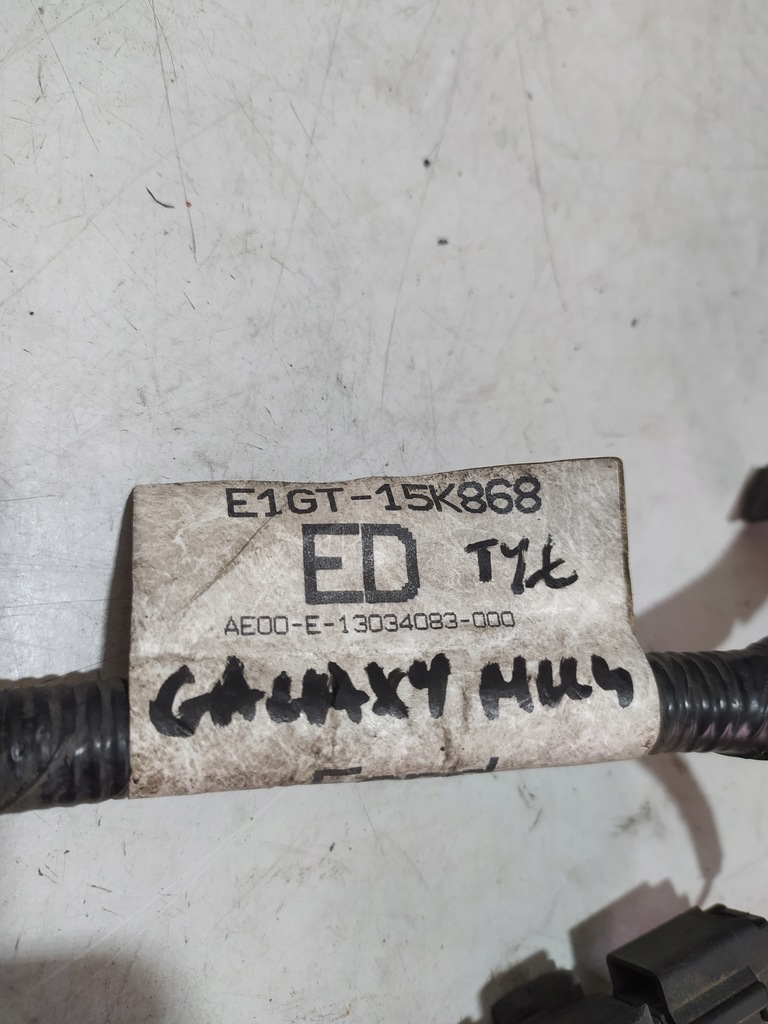 E1GT-15K868
ED TYŁ
AE00-E-13034083-000
GALAXY MK4